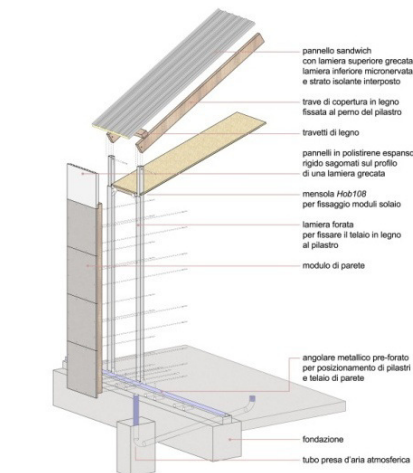 pannello sandwich
con lamiera superiore grecata
lamiera inferiore micronervata
e strato isolante interposto
trave di copertura in legno
fissata al perno del pilastro
travetti di legno
pannelli in polistirene espanso
rigido sagomati sul profilo
di una lamiera grecata
mensola Hob108
per fissaggio moduli solaio
lamiera forata
per fissare il telaio in legno
al pilastro
modulo di parete
angolare metallico pre-forato
per posizionamento di pilastri
e telaio di parete
fondazione
tubo presa d'aria atmosferica